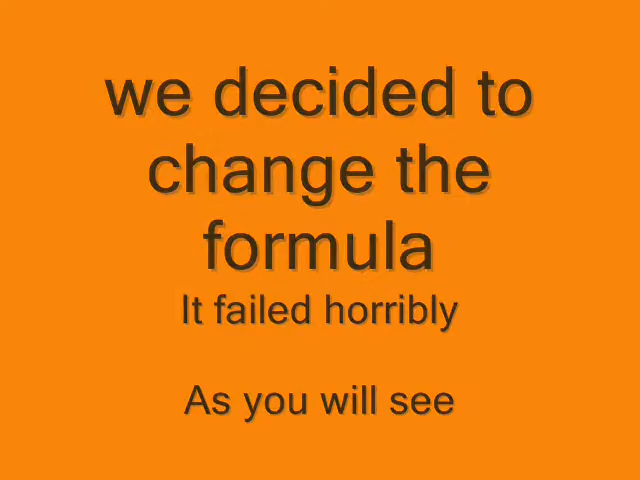 we decided to
change the
formula
It failed horribly
As you will see